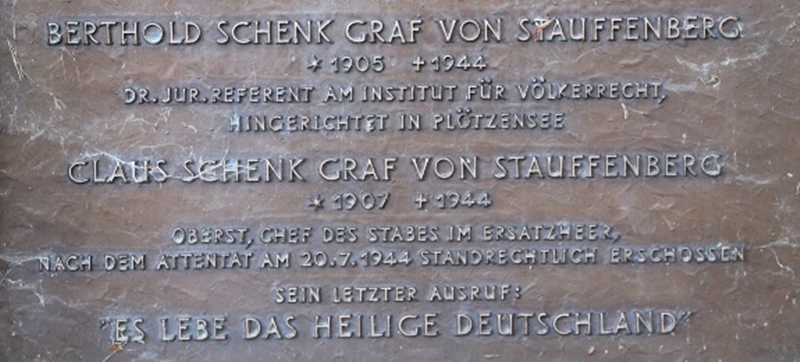 BERTHOLD SCHENK GRAF VON STAUFFENBERG
* 1905 +1944
DR. JUR. REFERENT AM INSTITUT FÜR VÖLKERRECHT,
HINGERICHTET IN PLÖTZENSEE
CLAUS SCHENK GRAF VON STAUFFENBERG
* 1907 +1944
OBERST, CHEF DES STABES IM ERSATZHEER,
NACH DEM ATTENTAT AM 20.7.1944 STANDRECHTLICH ERSCHOSSEN
SEIN LETZTER AUSRUF:
"ES LEBE DAS HEILIGE DEUTSCHLAND"